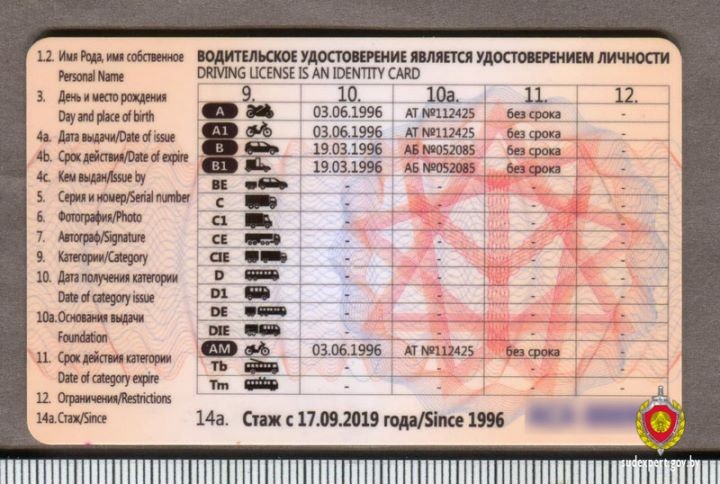 1.2. Имя Рода, имя собственное
Personal Name
3. День и место рождения
Day and place of birth
4a. Дата выдачи/Date of issue
4b. Срок действия/Date of expire
4c. Кем выдан/Issue by
5. Серия и номер/Serial number
6. Фотография/Photo
7. Автограф/Signature
9. Категории/Category
10. Дата получения категории
Date of category issue
10a. Основания выдачи
Foundation
11. Срок действия категории
Date of category expire
12. Ограничения/Restrictions
14a. Стаж/Since
ВОДИТЕЛЬСКОЕ УДОСТОВЕРЕНИЕ ЯВЛЯЕТСЯ УДОСТОВЕРЕНИЕМ ЛИЧНОСТИ
DRIVING LICENSE IS AN IDENTITY CARD
9. 10. 10a. 11. 12.
A 03.06.1996 АТ №112425 без срока -
A1 03.06.1996 АТ №112425 без срока -
B 19.03.1996 АБ №052085 без срока -
B1 19.03.1996 АБ №052085 без срока -
BE - - - -
C - - - -
C1 - - - -
CE - - - -
CIE - - - -
D - - - -
D1 - - - -
DE - - - -
DIE - - - -
AM 03.06.1996 АТ №112425 без срока -
Tb - - - -
Tm - - - -
14a. Стаж с 17.09.2019 года/Since 1996
sudexpert.gov.by